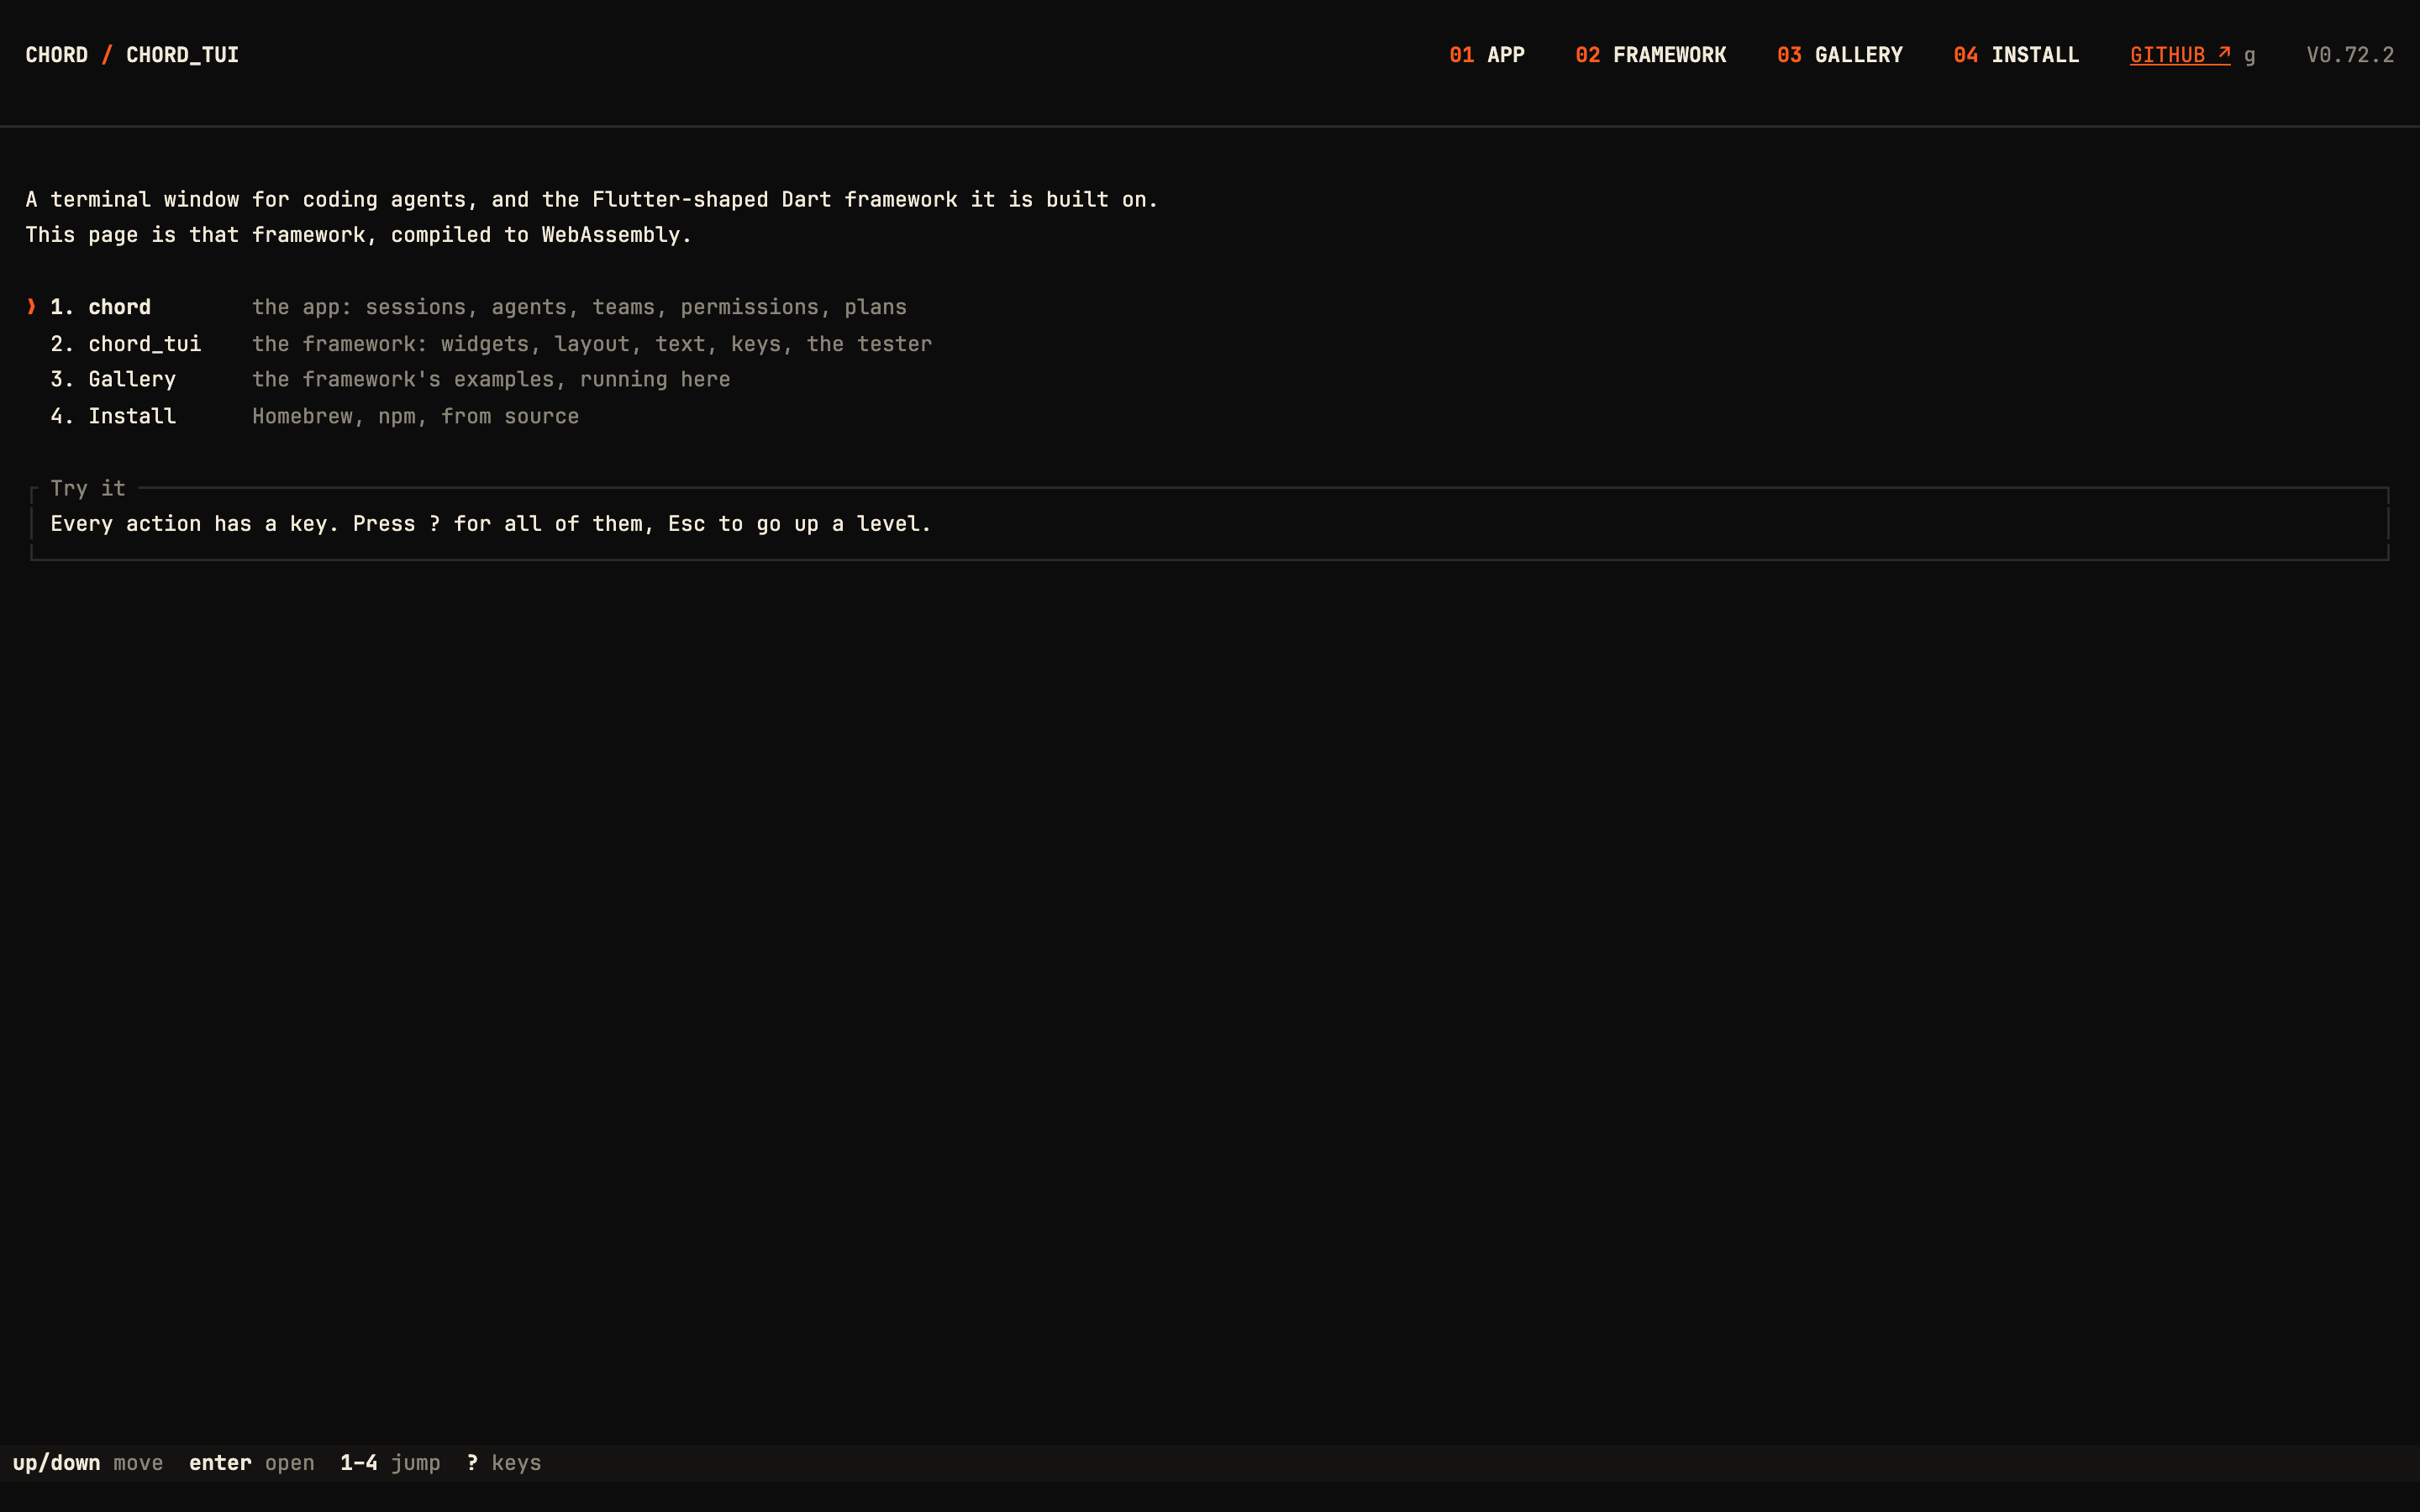 CHORD / CHORD_TUI 01 APP 02 FRAMEWORK 03 GALLERY 04 INSTALL GITHUB ↗ g V0.72.2
A terminal window for coding agents, and the Flutter-shaped Dart framework it is built on.
This page is that framework, compiled to WebAssembly.
❯ 1. chord the app: sessions, agents, teams, permissions, plans
2. chord_tui the framework: widgets, layout, text, keys, the tester
3. Gallery the framework's examples, running here
4. Install Homebrew, npm, from source
Try it
Every action has a key. Press ? for all of them, Esc to go up a level.
up/down move enter open 1-4 jump ? keys